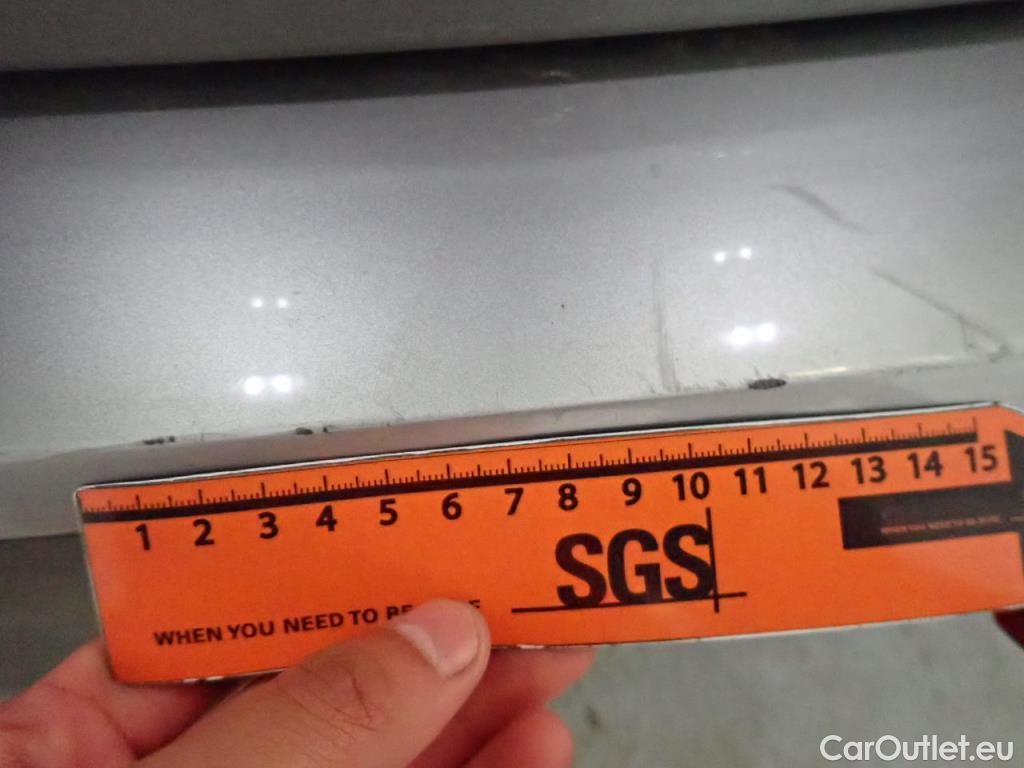 1 2 3 4 5 6 7 8 9 10 11 12 13 14 15
SGS
WHEN YOU NEED TO BE
CarOutlet.eu